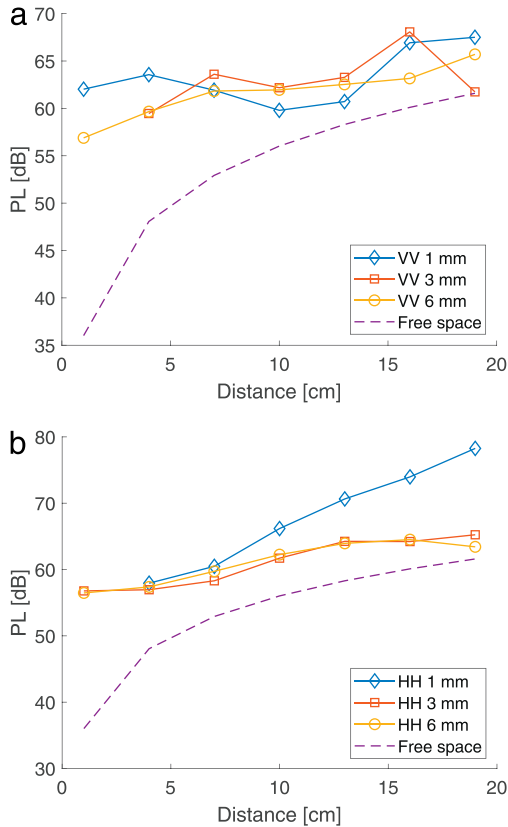 a
70
65
60
55
50
45
40
35
PL [dB]
VV 1 mm
VV 3 mm
VV 6 mm
Free space
0 5 10 15 20
Distance [cm]
b
80
70
60
50
40
30
PL [dB]
HH 1 mm
HH 3 mm
HH 6 mm
Free space
0 5 10 15 20
Distance [cm]